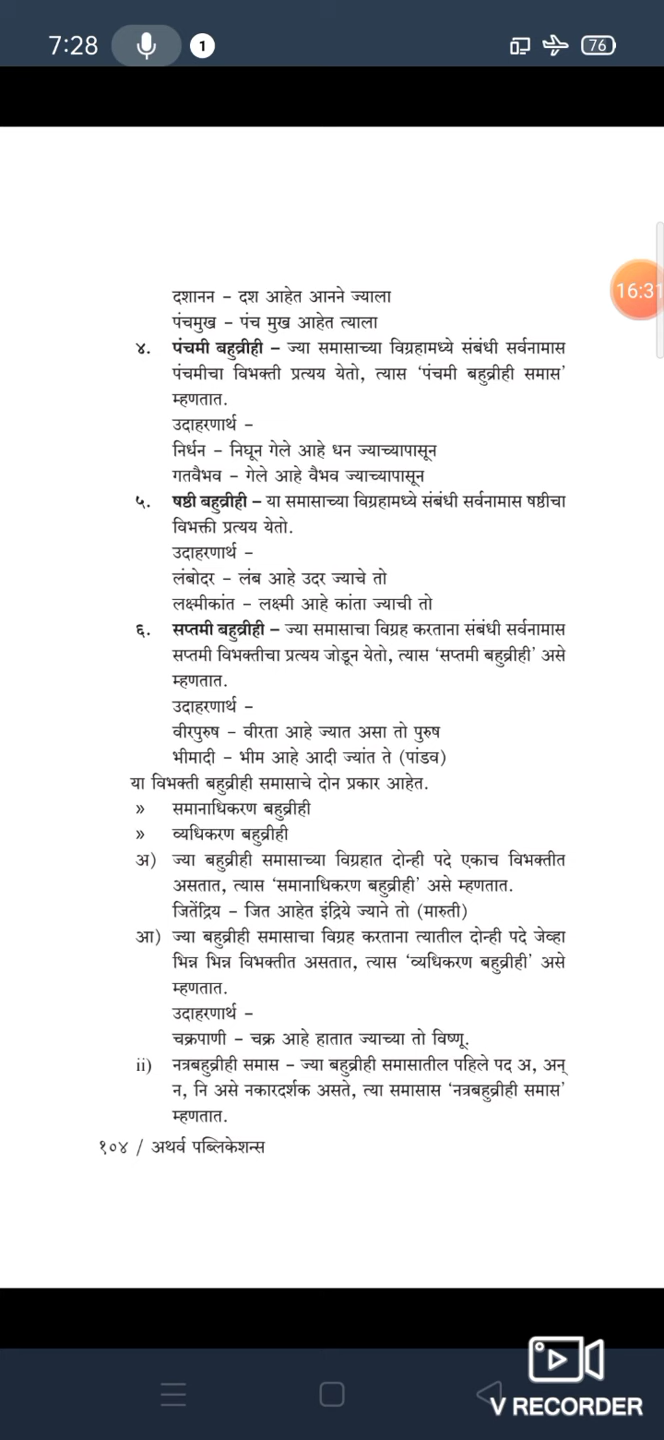 7:28
1
76
दशानन – दश आहेत आनने ज्याला
16:31
पंचमुख – पंच मुख आहेत त्याला
४. पंचमी बहुव्रीही – ज्या समासाच्या विग्रहामध्ये संबंधी सर्वनामास
पंचमीचा विभक्ती प्रत्यय येतो, त्यास ‘पंचमी बहुव्रीही समास’
म्हणतात.
उदाहरणार्थ –
निर्धन – निघून गेले आहे धन ज्याच्यापासून
गतवैभव – गेले आहे वैभव ज्याच्यापासून
५. षष्ठी बहुव्रीही – या समासाच्या विग्रहामध्ये संबंधी सर्वनामास षष्ठीचा
विभक्ती प्रत्यय येतो.
उदाहरणार्थ –
लंबोदर – लंब आहे उदर ज्याचे तो
लक्ष्मीकांत – लक्ष्मी आहे कांता ज्याची तो
६. सप्तमी बहुव्रीही – ज्या समासाचा विग्रह करताना संबंधी सर्वनामास
सप्तमी विभक्तीचा प्रत्यय जोडून येतो, त्यास ‘सप्तमी बहुव्रीही’ असे
म्हणतात.
उदाहरणार्थ –
वीरपुरुष – वीरता आहे ज्यात असा तो पुरुष
भीमादी – भीम आहे आदी ज्यांत ते (पांडव)
या विभक्ती बहुव्रीही समासाचे दोन प्रकार आहेत.
» समानाधिकरण बहुव्रीही
» व्यधिकरण बहुव्रीही
अ) ज्या बहुव्रीही समासाच्या विग्रहात दोन्ही पदे एकाच विभक्तीत
असतात, त्यास ‘समानाधिकरण बहुव्रीही’ असे म्हणतात.
जितेंद्रिय – जित आहेत इंद्रिये ज्याने तो (मारुती)
आ) ज्या बहुव्रीही समासाचा विग्रह करताना त्यातील दोन्ही पदे जेव्हा
भिन्न भिन्न विभक्तीत असतात, त्यास ‘व्यधिकरण बहुव्रीही’ असे
म्हणतात.
उदाहरणार्थ –
चक्रपाणी – चक्र आहे हातात ज्याच्या तो विष्णू.
ii) नत्रबहुव्रीही समास – ज्या बहुव्रीही समासातील पहिले पद अ, अन्
न, नि असे नकारदर्शक असते, त्या समासास ‘नत्रबहुव्रीही समास’
म्हणतात.
१०४ / अथर्व पब्लिकेशन्स
V RECORDER